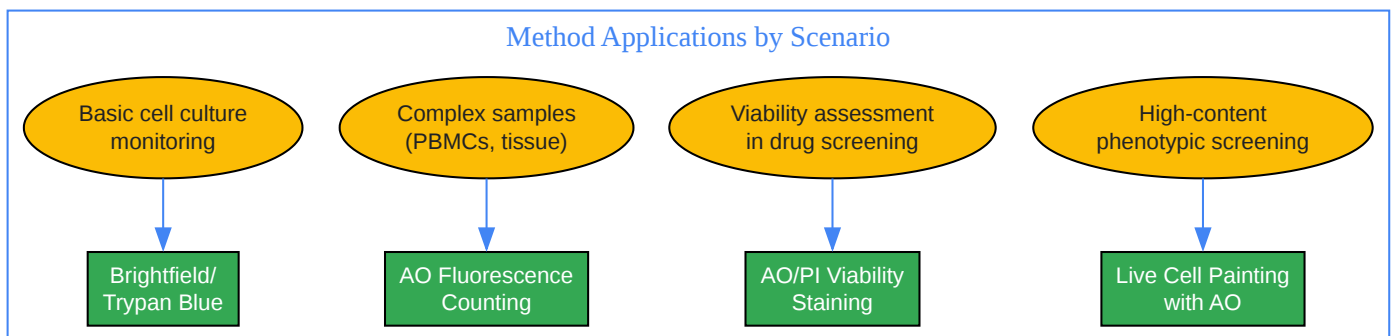 Method Applications by Scenario
Basic cell culture
monitoring
Complex samples
(PBMCs, tissue)
Viability assessment
in drug screening
High-content
phenotypic screening
Brightfield/
Trypan Blue
AO Fluorescence
Counting
AO/PI Viability
Staining
Live Cell Painting
with AO